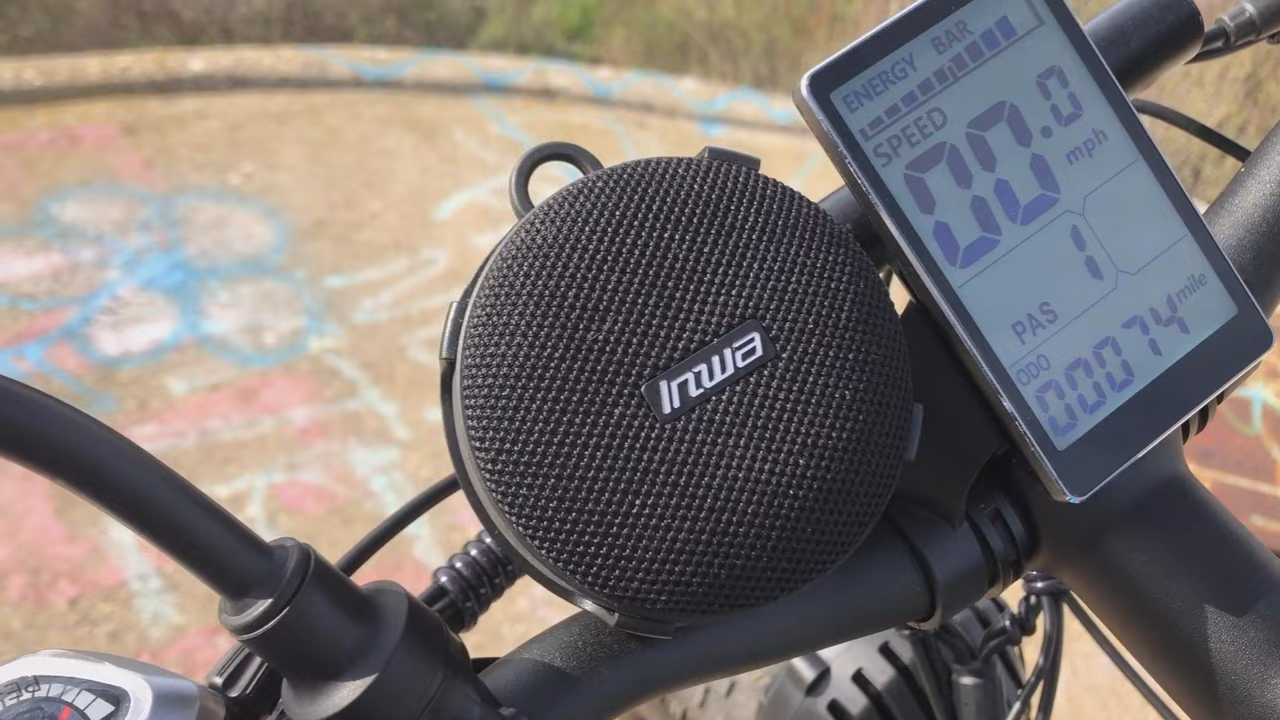 Inwa
ENERGY BAR
SPEED
00.0
mph
1
PAS
ODO
00074 mile